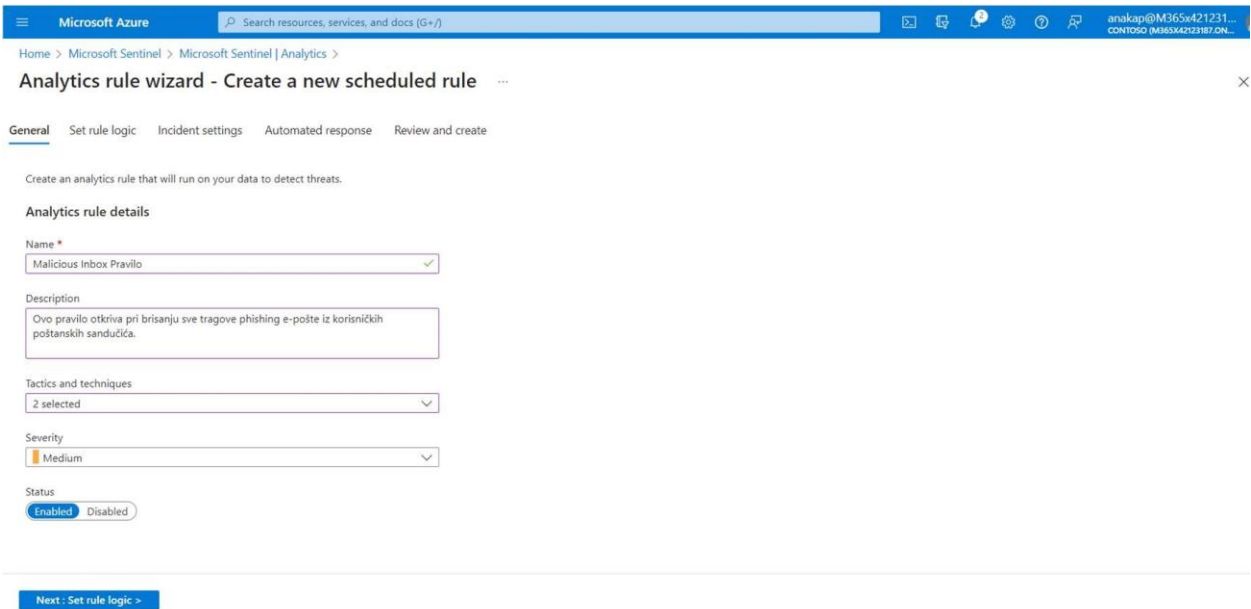 Microsoft Azure
Search resources, services, and docs (G+/)
2
anakap@M365x421231...
CONTOSO (M365X42123187.ON...
Home > Microsoft Sentinel > Microsoft Sentinel | Analytics >
Analytics rule wizard - Create a new scheduled rule ...
General Set rule logic Incident settings Automated response Review and create
Create an analytics rule that will run on your data to detect threats.
Analytics rule details
Name *
Malicious Inbox Pravilo
Description
Ovo pravilo otkriva pri brisanju sve tragove phishing e-pošte iz korisničkih
poštanskih sandučića.
Tactics and techniques
2 selected
Severity
Medium
Status
Enabled Disabled
Next : Set rule logic >